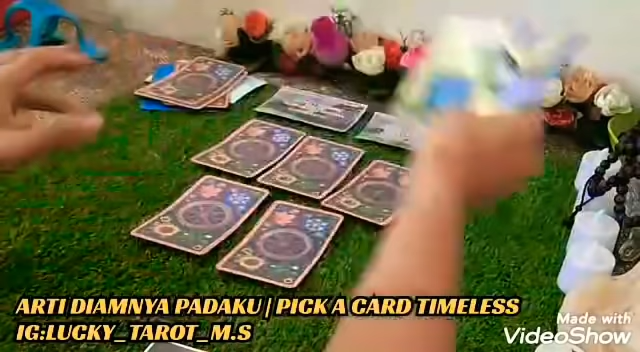 ARTI DIAMNYA PADAKU | PICK A CARD TIMELESS
IG:LUCKY_TAROT_M.S
Made with
VideoShow